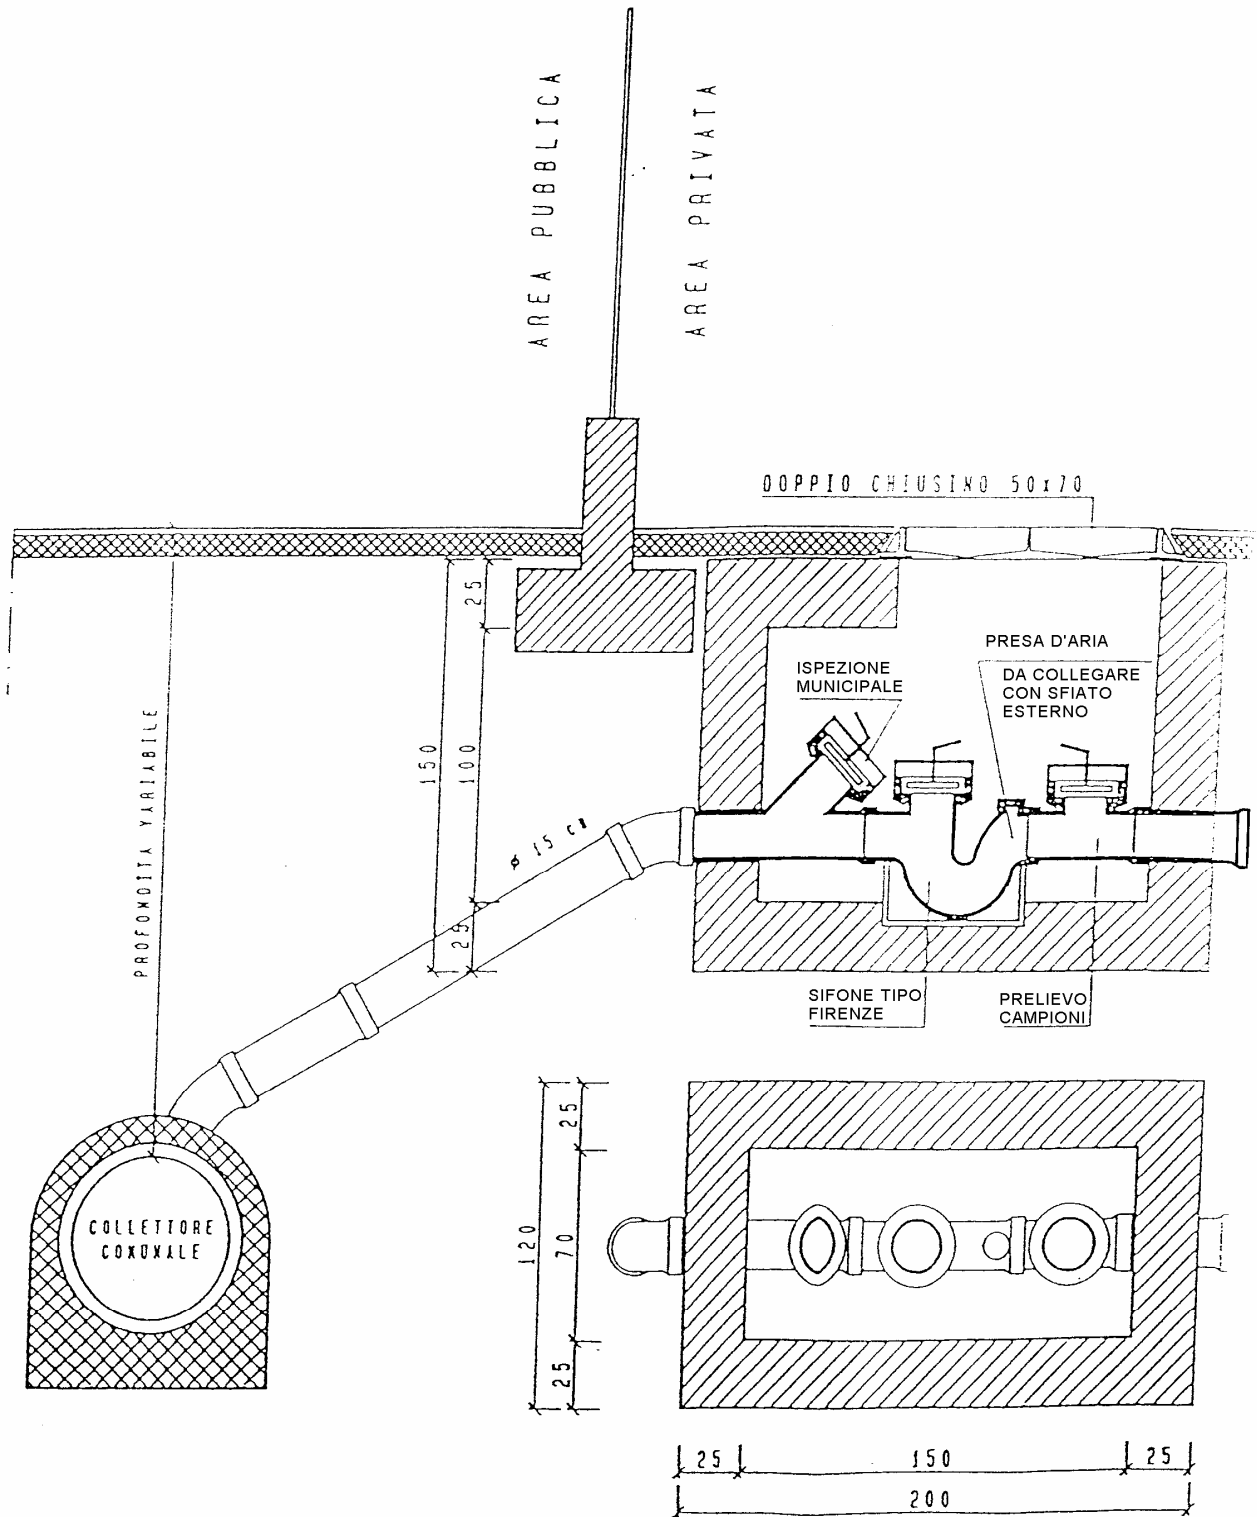 AREA PUBBLICA
AREA PRIVATA
DOPPIO CHIUSINO 50x70
25
150
100
25
PROFONDITA VARIABILE
ø 15 cm
ISPEZIONE
MUNICIPALE
PRESA D'ARIA
DA COLLEGARE
CON SFIATO
ESTERNO
SIFONE TIPO
FIRENZE
PRELIEVO
CAMPIONI
COLLETTORE
COMUNALE
120
25
70
25
25
150
25
200